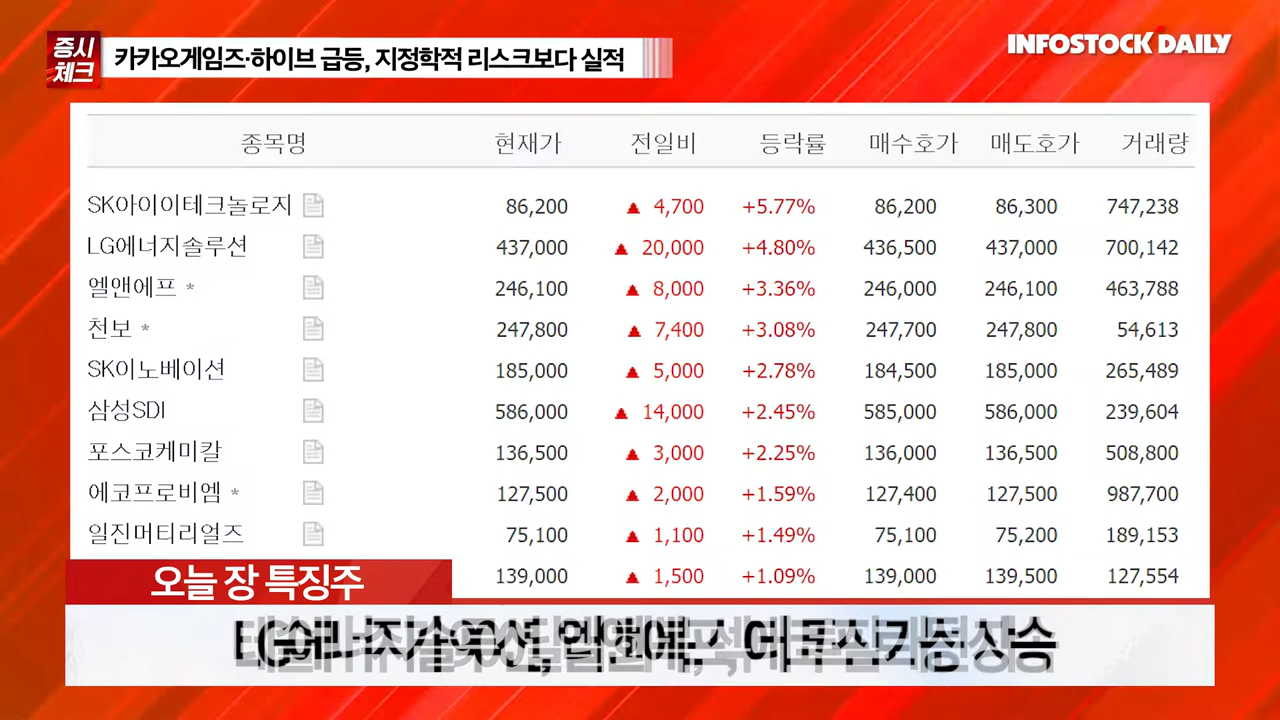 증시
체크
카카오게임즈·하이브 급등, 지정학적 리스크보다 실적
INFOSTOCK DAILY
종목명 현재가 전일비 등락률 매수호가 매도호가 거래량
SK아이이테크놀로지 86,200 ▲ 4,700 +5.77% 86,200 86,300 747,238
LG에너지솔루션 437,000 ▲ 20,000 +4.80% 436,500 437,000 700,142
엘앤에프 * 246,100 ▲ 8,000 +3.36% 246,000 246,100 463,788
천보 * 247,800 ▲ 7,400 +3.08% 247,700 247,800 54,613
SK이노베이션 185,000 ▲ 5,000 +2.78% 184,500 185,000 265,489
삼성SDI 586,000 ▲ 14,000 +2.45% 585,000 586,000 239,604
포스코케미칼 136,500 ▲ 3,000 +2.25% 136,000 136,500 508,800
에코프로비엠 * 127,500 ▲ 2,000 +1.59% 127,400 127,500 987,700
일진머티리얼즈 75,100 ▲ 1,100 +1.49% 75,100 75,200 189,153
139,000 ▲ 1,500 +1.09% 139,000 139,500 127,554
오늘 장 특징주
상승